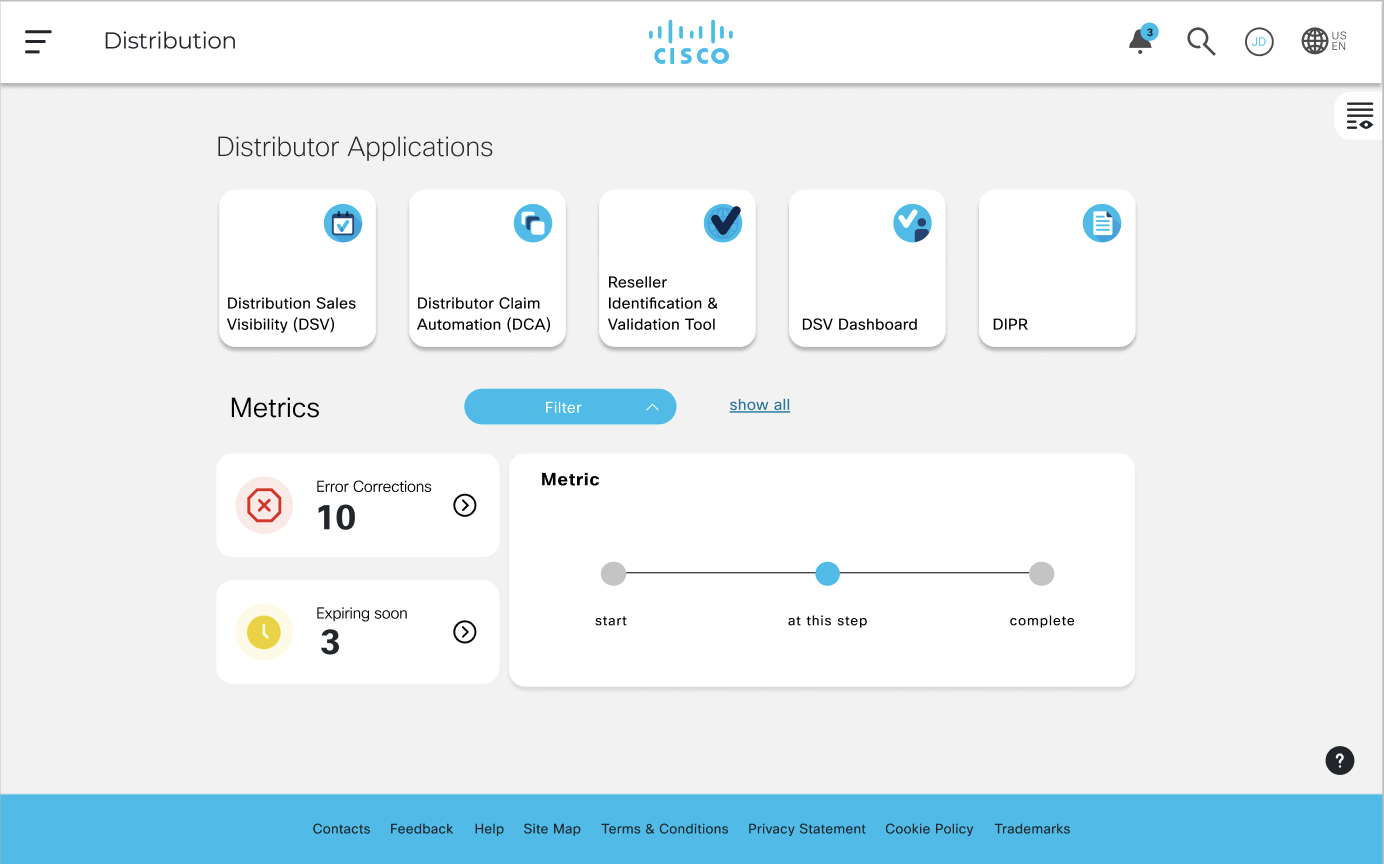 Distribution
CISCO
3
JD
US
EN
Distributor Applications
Distribution Sales
Visibility (DSV)
Distributor Claim
Automation (DCA)
Reseller
Identification &
Validation Tool
DSV Dashboard
DIPR
Metrics
Filter
show all
Error Corrections
10
Expiring soon
3
Metric
start
at this step
complete
?
Contacts Feedback Help Site Map Terms & Conditions Privacy Statement Cookie Policy Trademarks